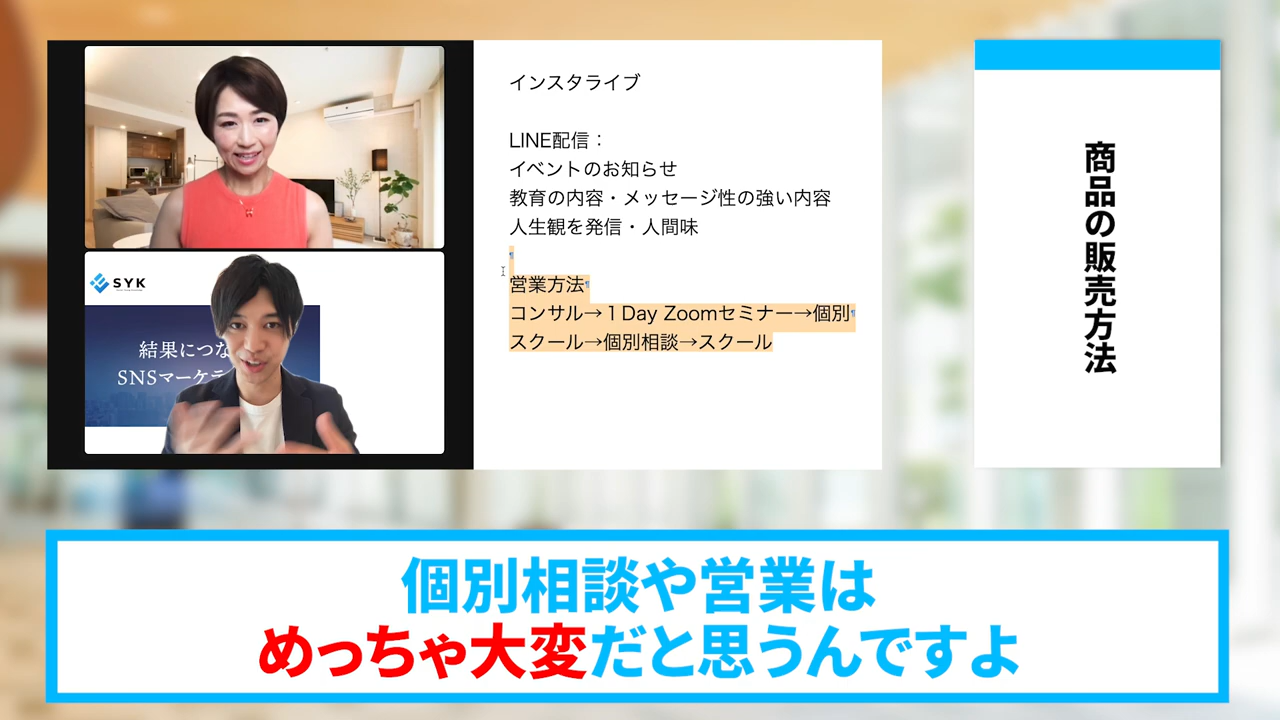 インスタライブ
LINE配信：
イベントのお知らせ
教育の内容・メッセージ性の強い内容
人生観を発信・人間味
営業方法
コンサル→１Day Zoomセミナー→個別
スクール→個別相談→スクール
SYK
結果につな
SNSマーケテ
商品の販売方法
個別相談や営業は
めっちゃ大変だと思うんですよ